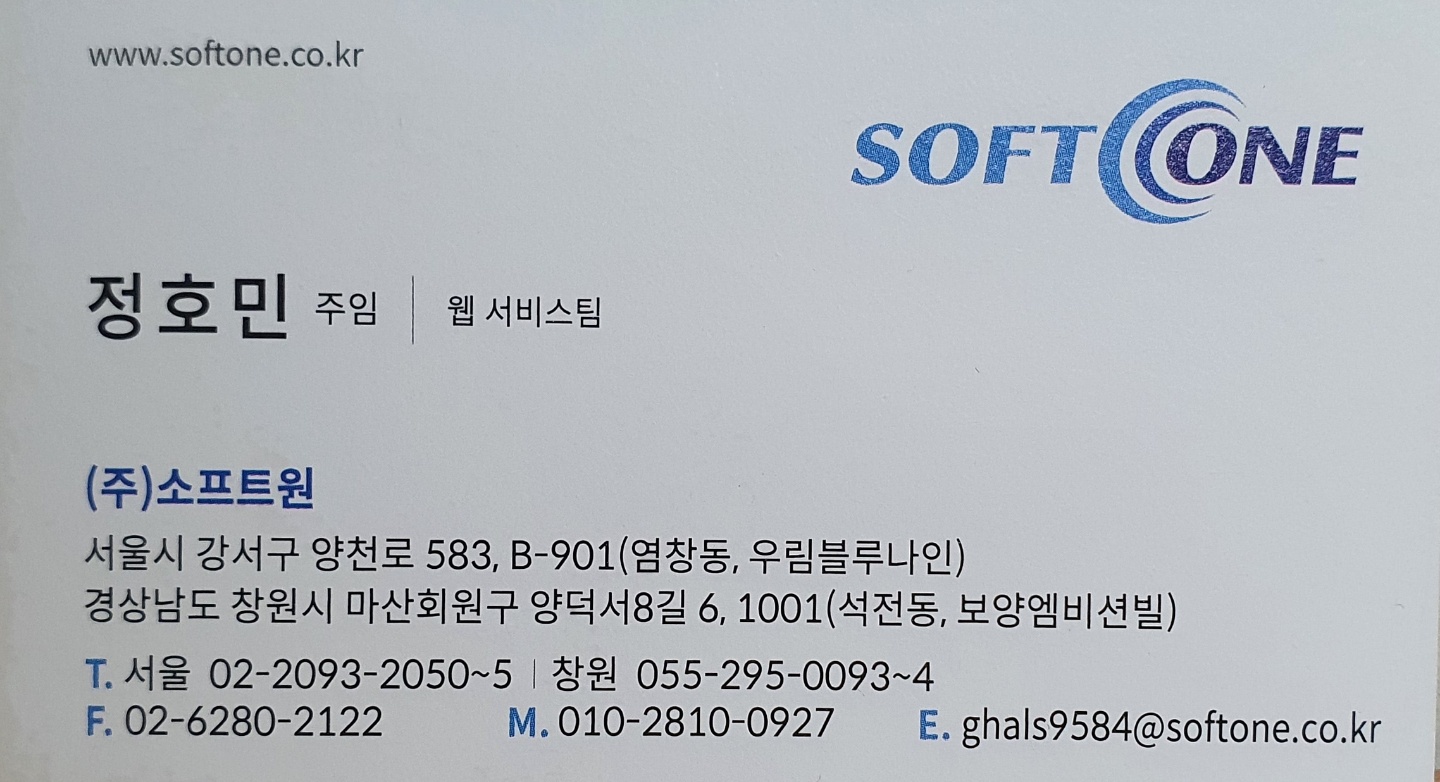 www.softone.co.kr
SOFT ONE
정호민 주임 | 웹 서비스팀
(주)소프트원
서울시 강서구 양천로 583, B-901(염창동, 우림블루나인)
경상남도 창원시 마산회원구 양덕서8길 6, 1001(석전동, 보양엠비션빌)
T. 서울 02-2093-2050~5 | 창원 055-295-0093~4
F. 02-6280-2122 M. 010-2810-0927 E. ghals9584@softone.co.kr